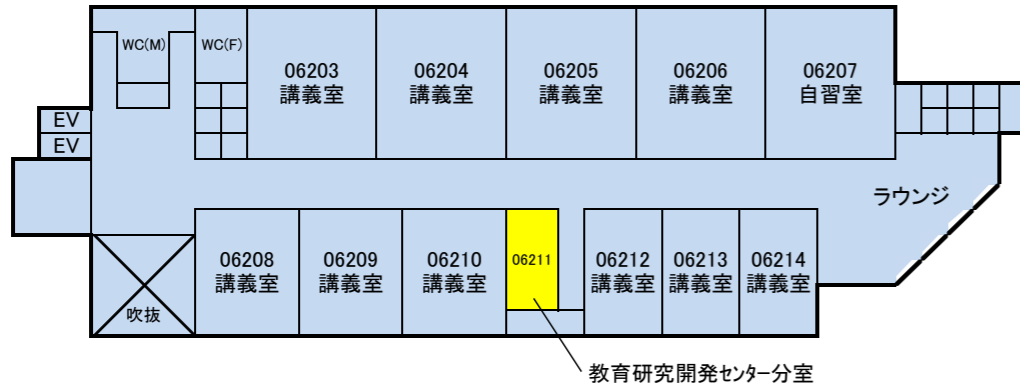 WC(M)
WC(F)
06203
講義室
06204
講義室
06205
講義室
06206
講義室
06207
自習室
EV
EV
ラウンジ
06208
講義室
06209
講義室
06210
講義室
06211
06212
講義室
06213
講義室
06214
講義室
吹抜
教育研究開発ｾﾝﾀｰ分室